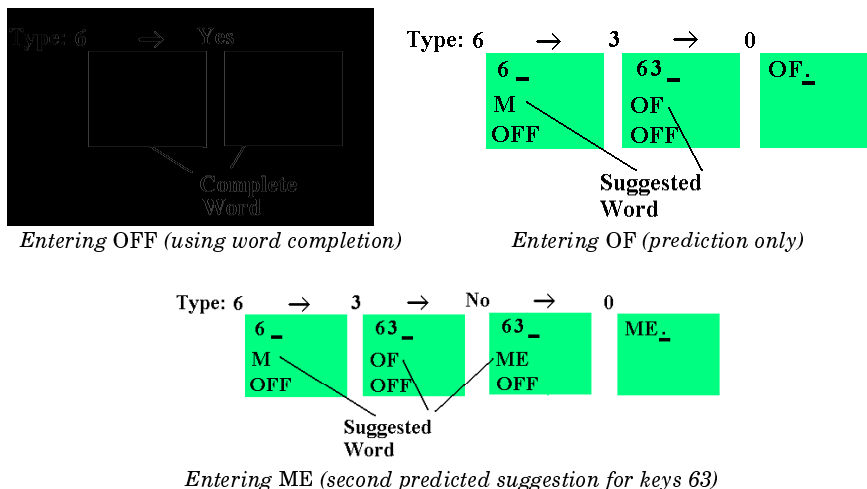 Type: 6 → Yes
Complete
Word
Entering OFF (using word completion)
Type: 6 → 3 → 0
6_
M
OFF
63_
OF
OFF
OF._
Suggested
Word
Entering OF (prediction only)
Type: 6 → 3 → No → 0
6_
M
OFF
63_
OF
OFF
63_
ME
OFF
ME._
Suggested
Word
Entering ME (second predicted suggestion for keys 63)